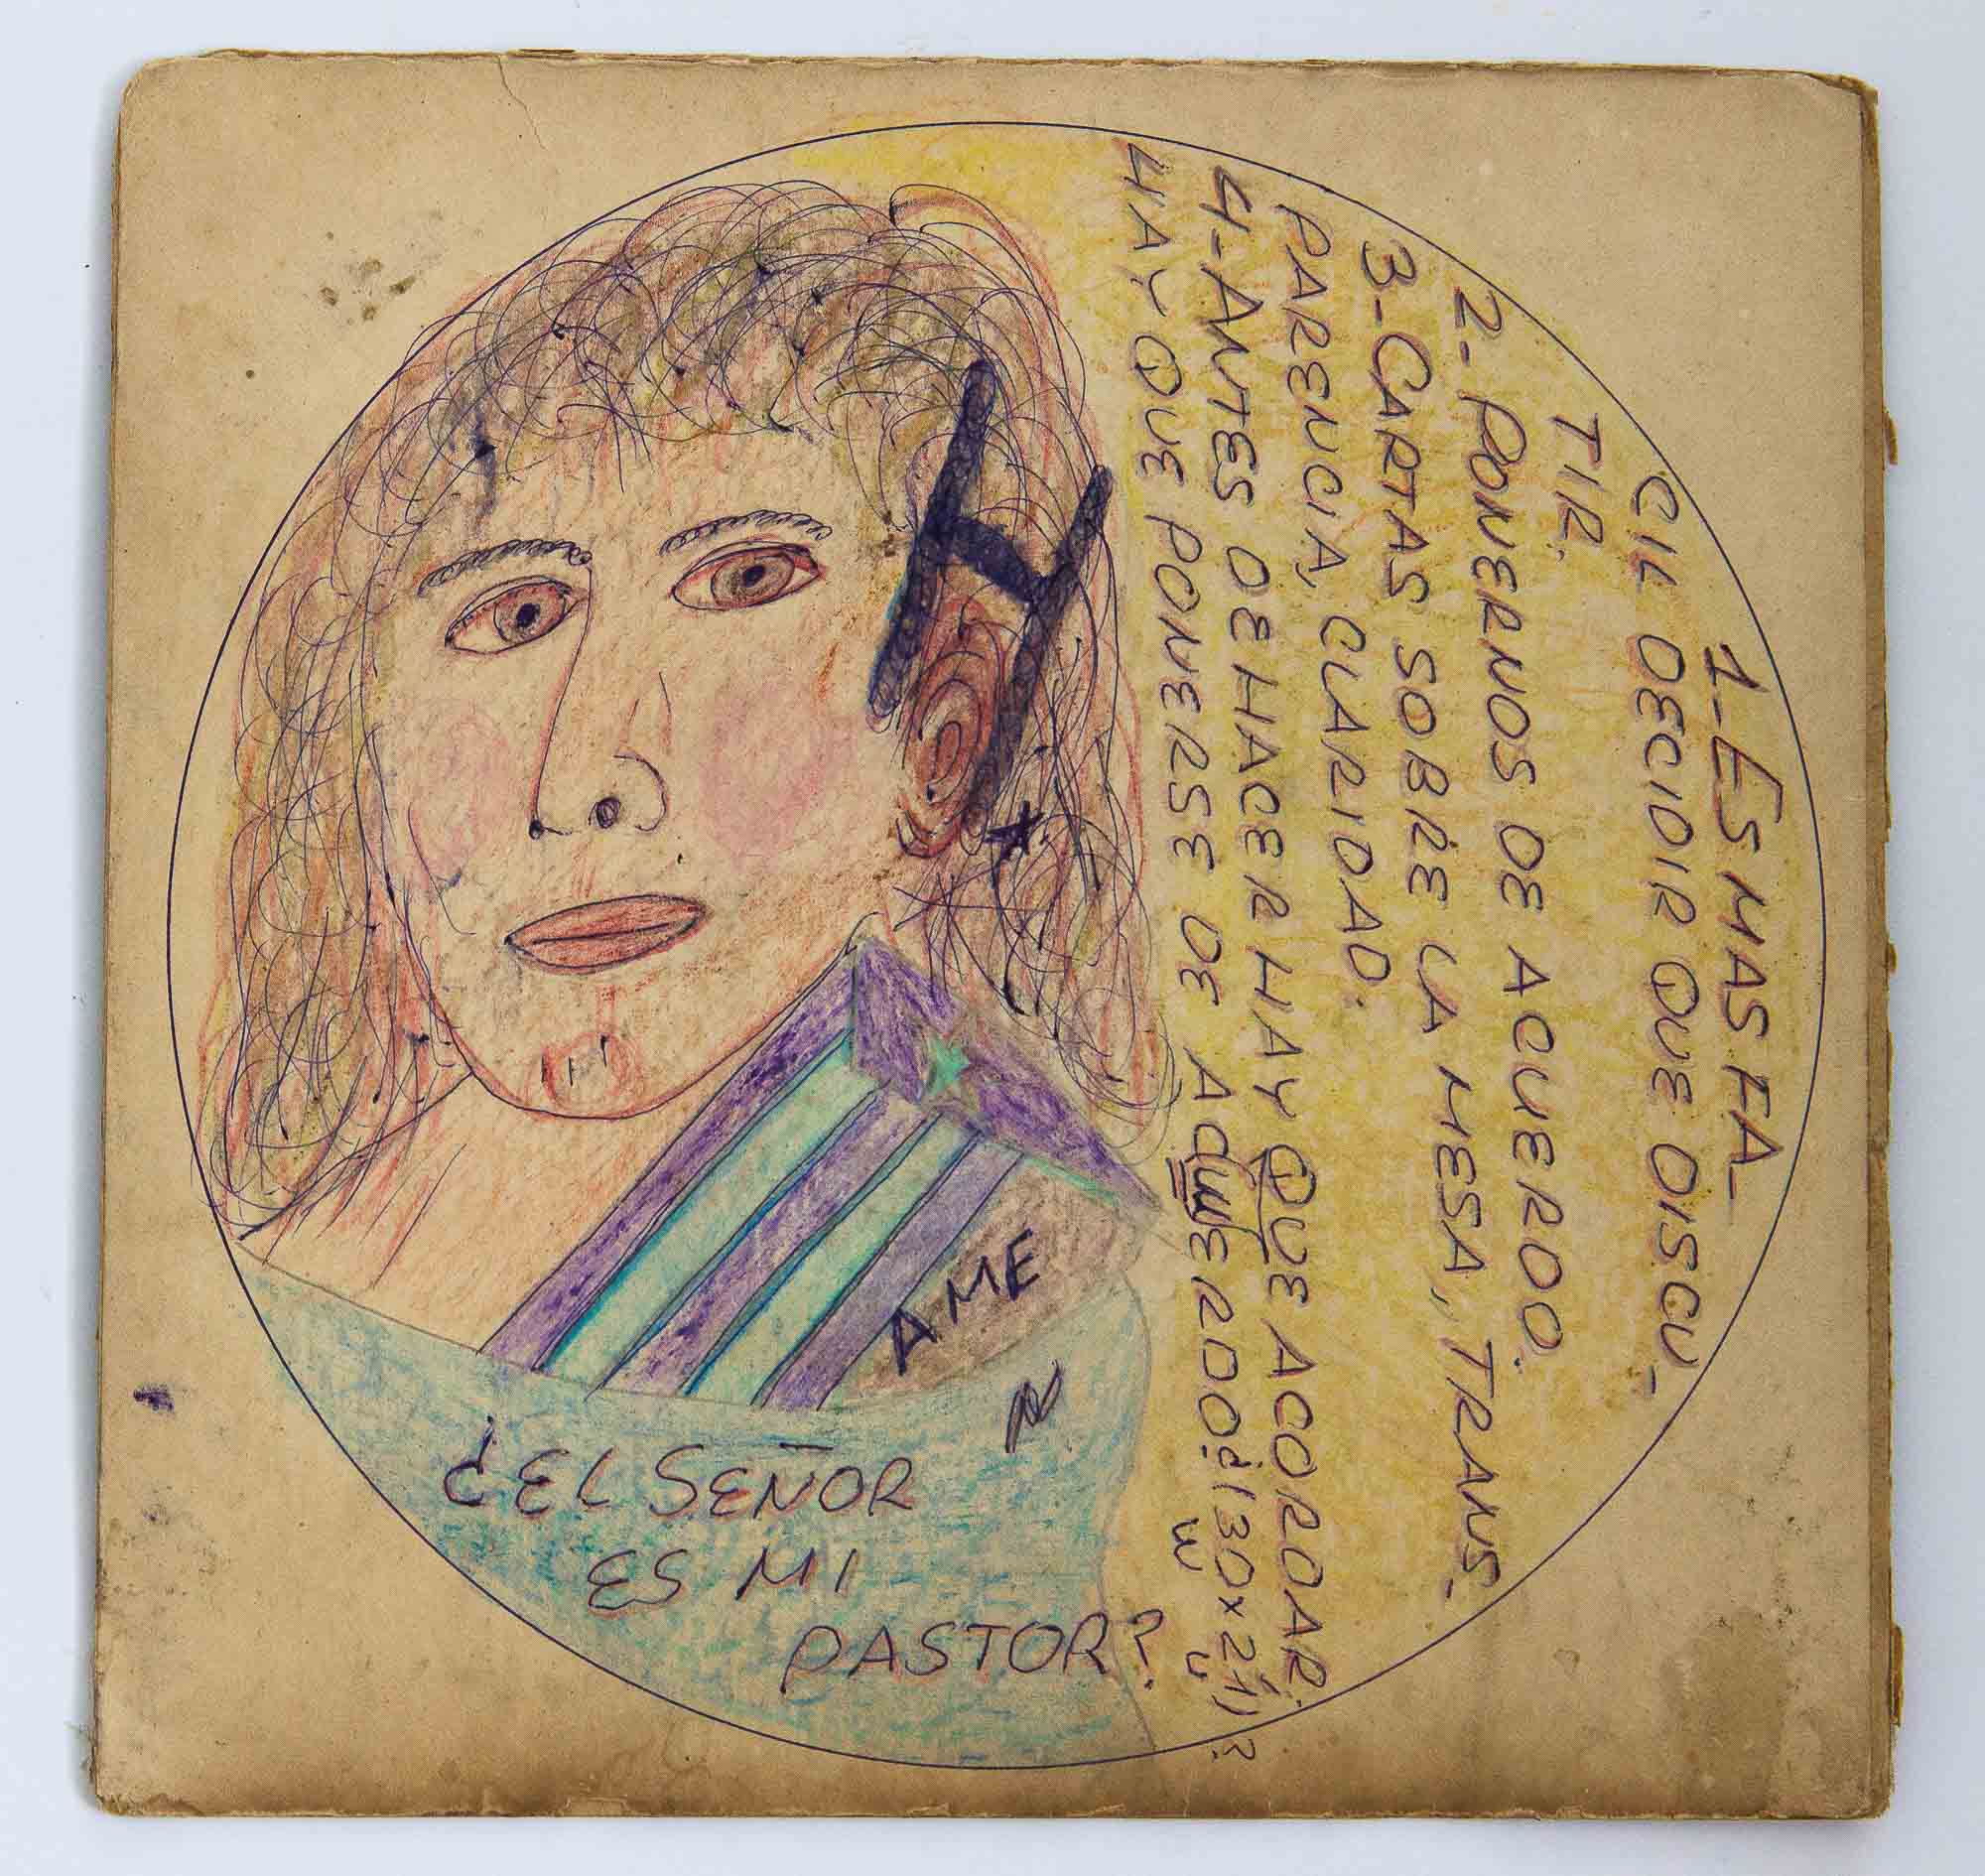 1-ES MAS FA-
CIL DECIDIR QUE DISCU-
TIR.
2-PONERNOS DE ACUERDO.
3-CARTAS SOBRE LA MESA,, TRANS-
PARENCIA, CLARIDAD.
4-ANTES DE HACER HAY QUE ACORDAR.
HAY QUE PONERSE DE ACUERDO!¿(30x21)?
H
AME
N
¿EL SEÑOR
ES MI
PASTOR?